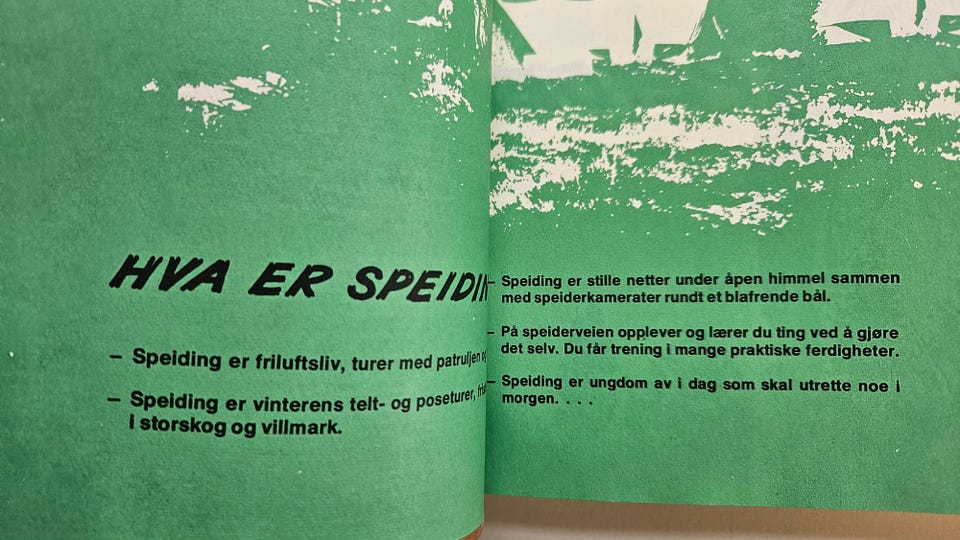 HVA ER SPEIDIN
– Speiding er friluftsliv, turer med patruljen
– Speiding er vinterens telt- og poseturer,
i storskog og villmark.
– Speiding er stille netter under åpen himmel sammen
med speiderkamerater rundt et blafrende bål.
– På speiderveien opplever og lærer du ting ved å gjøre
det selv. Du får trening i mange praktiske ferdigheter.
– Speiding er ungdom av i dag som skal utrette noe i
morgen. . . .